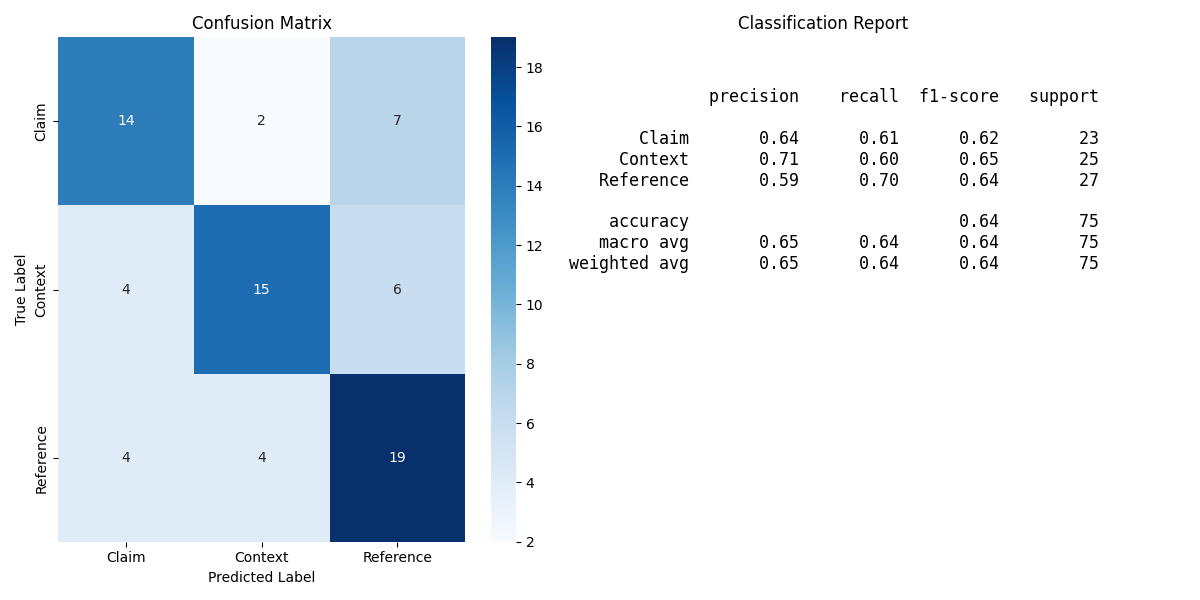 Confusion Matrix
Claim
14
2
7
Context
4
15
6
Reference
4
4
19
True Label
Claim
Context
Reference
Predicted Label
18
16
14
12
10
8
6
4
2
Classification Report
precision recall f1-score support
Claim 0.64 0.61 0.62 23
Context 0.71 0.60 0.65 25
Reference 0.59 0.70 0.64 27
accuracy 0.64 75
macro avg 0.65 0.64 0.64 75
weighted avg 0.65 0.64 0.64 75